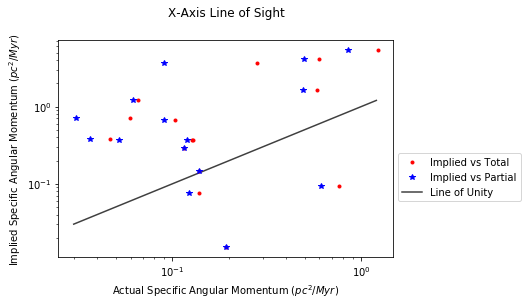 X-Axis Line of Sight
Implied Specific Angular Momentum (pc²/Myr)
10⁰
10⁻¹
10⁻¹
10⁰
Actual Specific Angular Momentum (pc²/Myr)
Implied vs Total
Implied vs Partial
Line of Unity